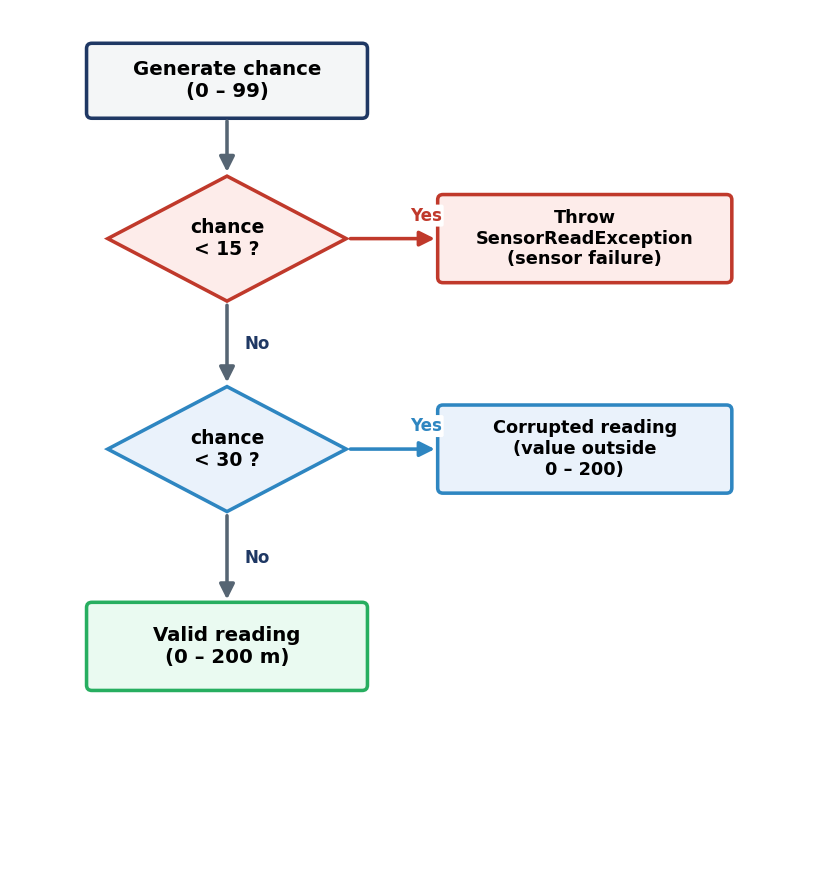 Generate chance
(0 – 99)
chance
< 15 ?
Yes
Throw
SensorReadException
(sensor failure)
No
chance
< 30 ?
Yes
Corrupted reading
(value outside
0 – 200)
No
Valid reading
(0 – 200 m)